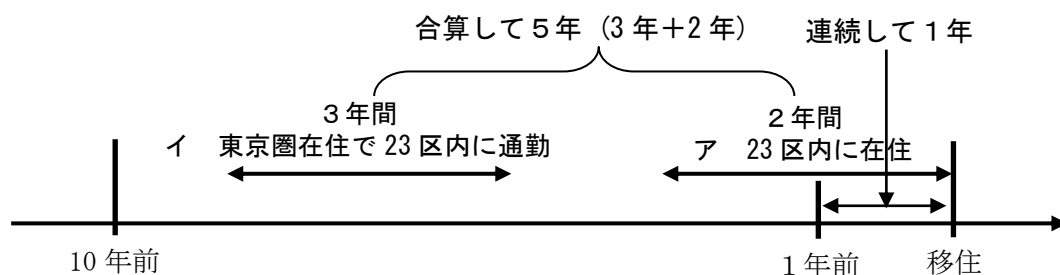 合算して５年（3 年＋2 年）
連続して１年
３年間
２年間
イ　東京圏在住で 23 区内に通勤
ア　23 区内に在住
10 年前
１年前
移住